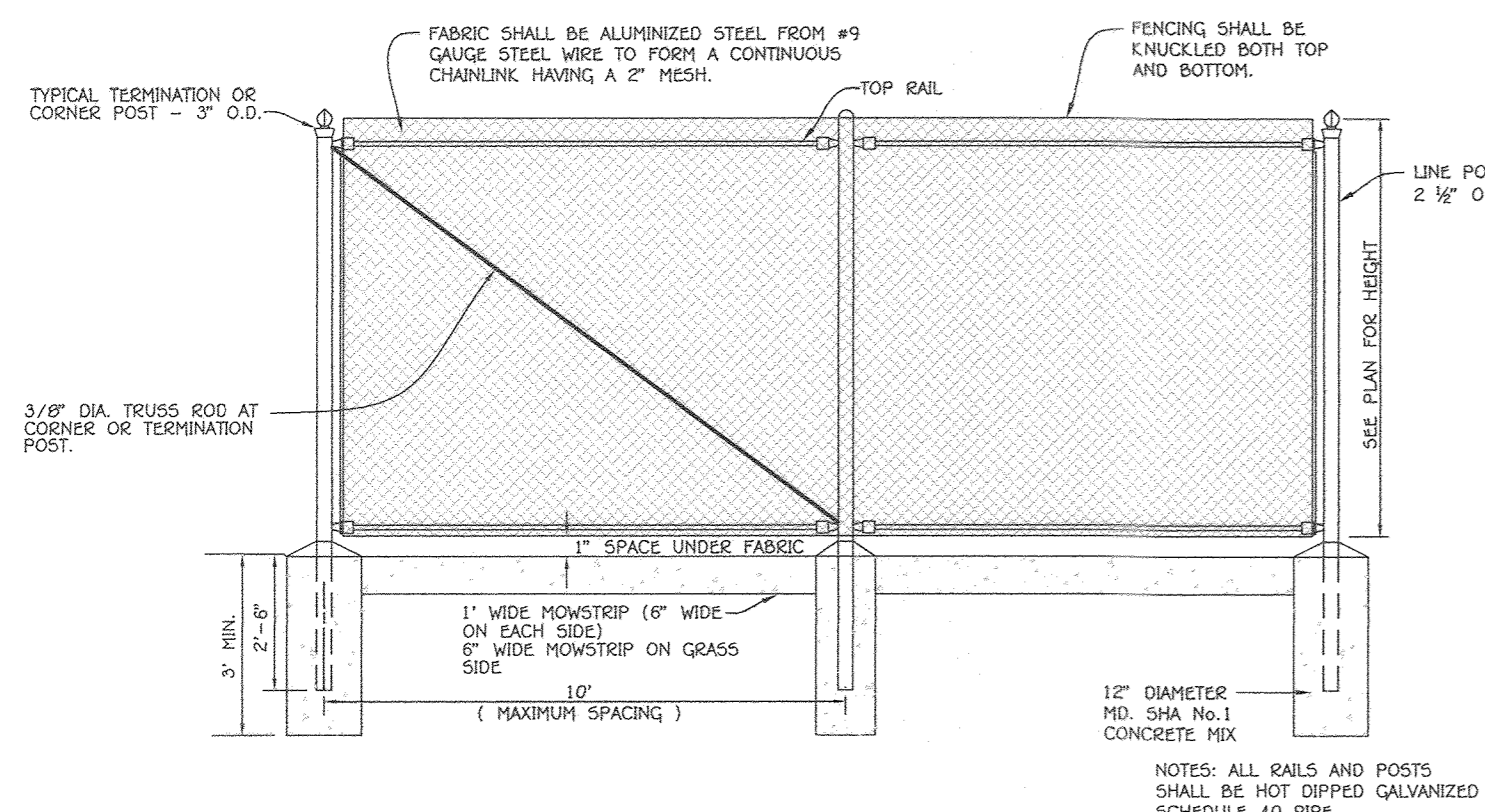 FABRIC SHALL BE ALUMINIZED STEEL FROM #9
GAUGE STEEL WIRE TO FORM A CONTINUOUS
CHAINLINK HAVING A 2" MESH.
FENCING SHALL BE
KNUCKLED BOTH TOP
AND BOTTOM.
TYPICAL TERMINATION OR
CORNER POST - 3" O.D.
TOP RAIL
LINE PO
2 ½" O
SEE PLAN FOR HEIGHT
3/8" DIA. TRUSS ROD AT
CORNER OR TERMINATION
POST.
1" SPACE UNDER FABRIC
3' MIN.
2'-6"
1' WIDE MOWSTRIP (6" WIDE
ON EACH SIDE)
6" WIDE MOWSTRIP ON GRASS
SIDE
10'
( MAXIMUM SPACING )
12" DIAMETER
MD. SHA No.1
CONCRETE MIX
NOTES: ALL RAILS AND POSTS
SHALL BE HOT DIPPED GALVANIZED
SCHEDULE 40 PIPE